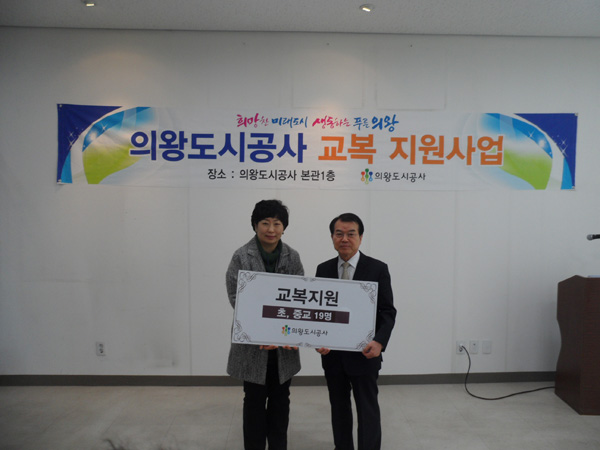 희망찬 미래도시 생동하는 푸른 의왕
의왕도시공사 교복 지원사업
장소 : 의왕도시공사 본관1층 의왕도시공사
교복지원
초, 중교 19명
의왕도시공사